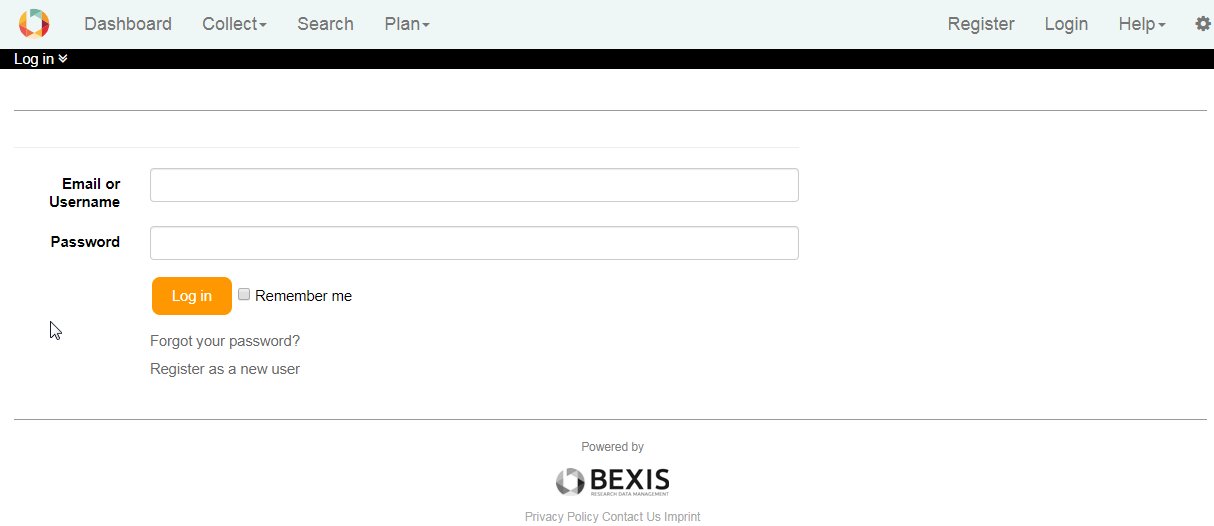 Dashboard Collect Search Plan Register Login Help
Log in
Email or
Username
Password
Log in Remember me
Forgot your password?
Register as a new user
Powered by
BEXIS
RESEARCH DATA MANAGEMENT
Privacy Policy Contact Us Imprint